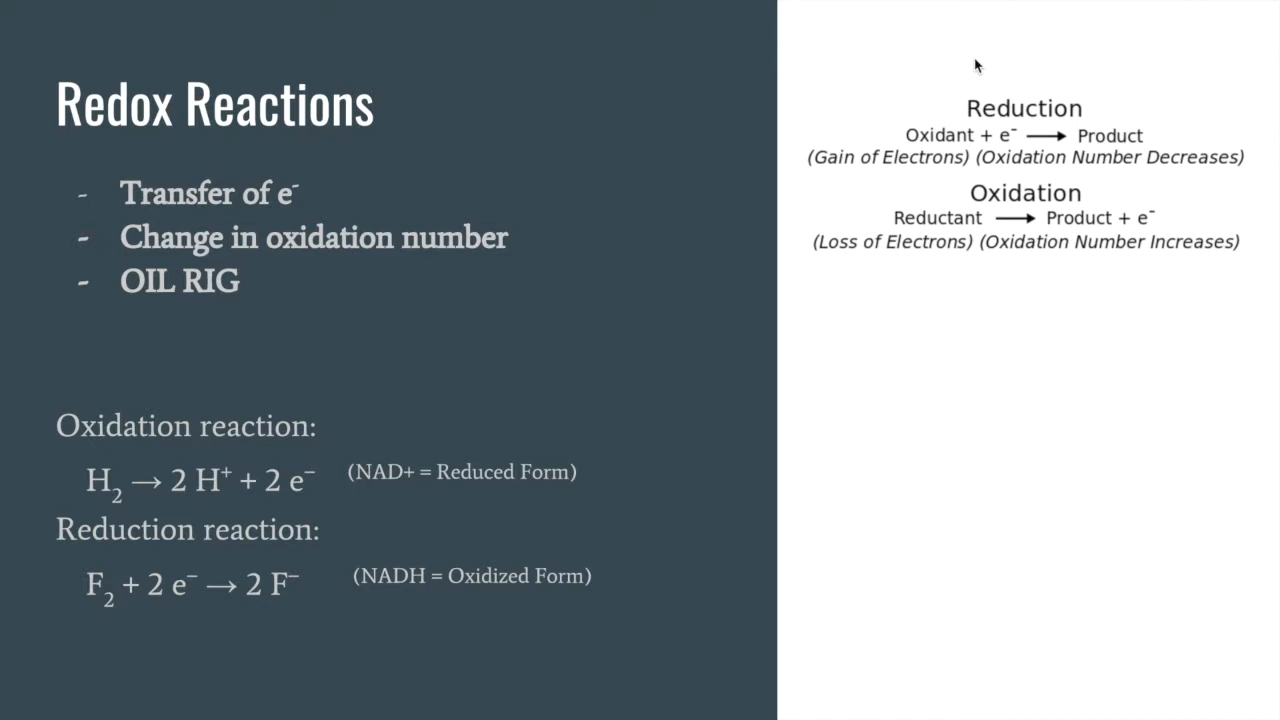 Redox Reactions
- Transfer of e⁻
- Change in oxidation number
- OIL RIG
Oxidation reaction:
H₂ → 2 H⁺ + 2 e⁻ (NAD+ = Reduced Form)
Reduction reaction:
F₂ + 2 e⁻ → 2 F⁻ (NADH = Oxidized Form)
Reduction
Oxidant + e⁻ ⟶ Product
(Gain of Electrons) (Oxidation Number Decreases)
Oxidation
Reductant ⟶ Product + e⁻
(Loss of Electrons) (Oxidation Number Increases)